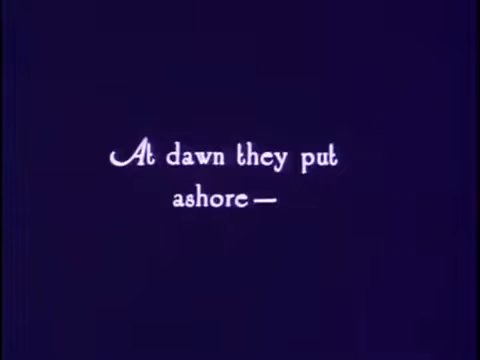 At dawn they put
ashore—